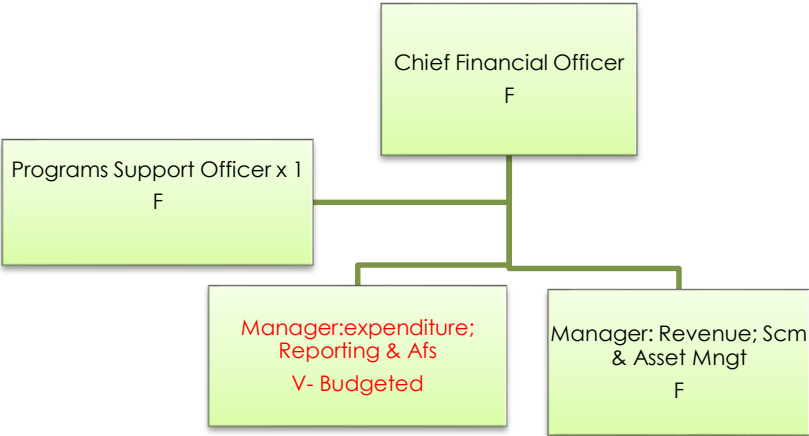 Chief Financial Officer
F
Programs Support Officer x 1
F
Manager:expenditure;
Reporting & Afs
V- Budgeted
Manager: Revenue; Scm
& Asset Mngt
F